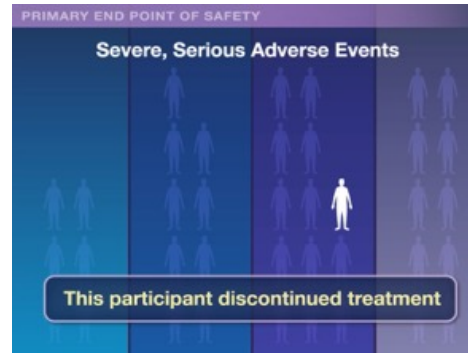 PRIMARY END POINT OF SAFETY
Severe, Serious Adverse Events
This participant discontinued treatment